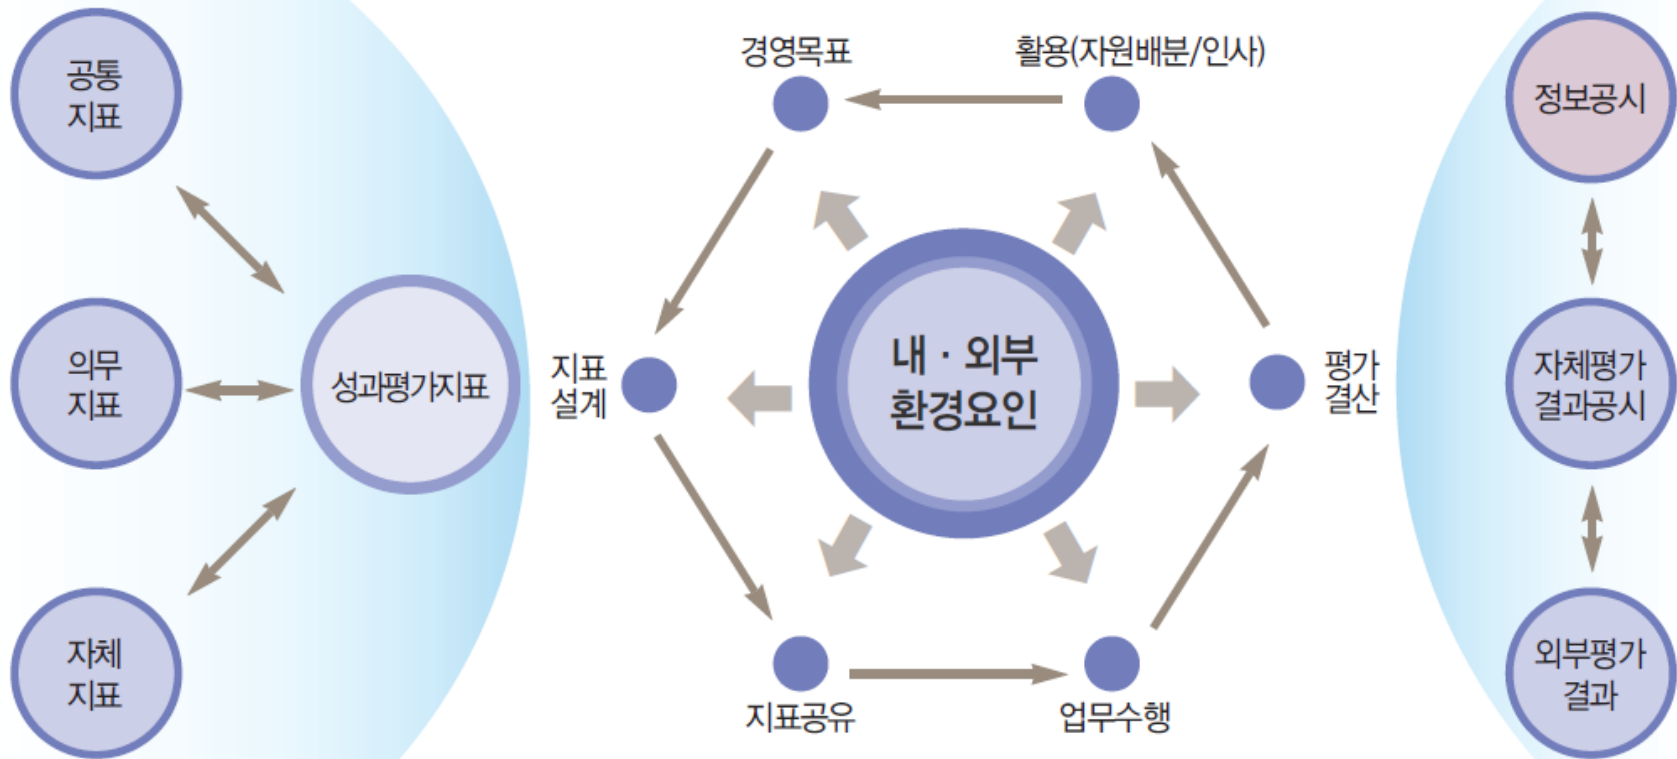 공통
지표
의무
지표
자체
지표
성과평가지표
경영목표
활용(자원배분/인사)
지표
설계
내 · 외부
환경요인
평가
결산
지표공유
업무수행
정보공시
자체평가
결과공시
외부평가
결과